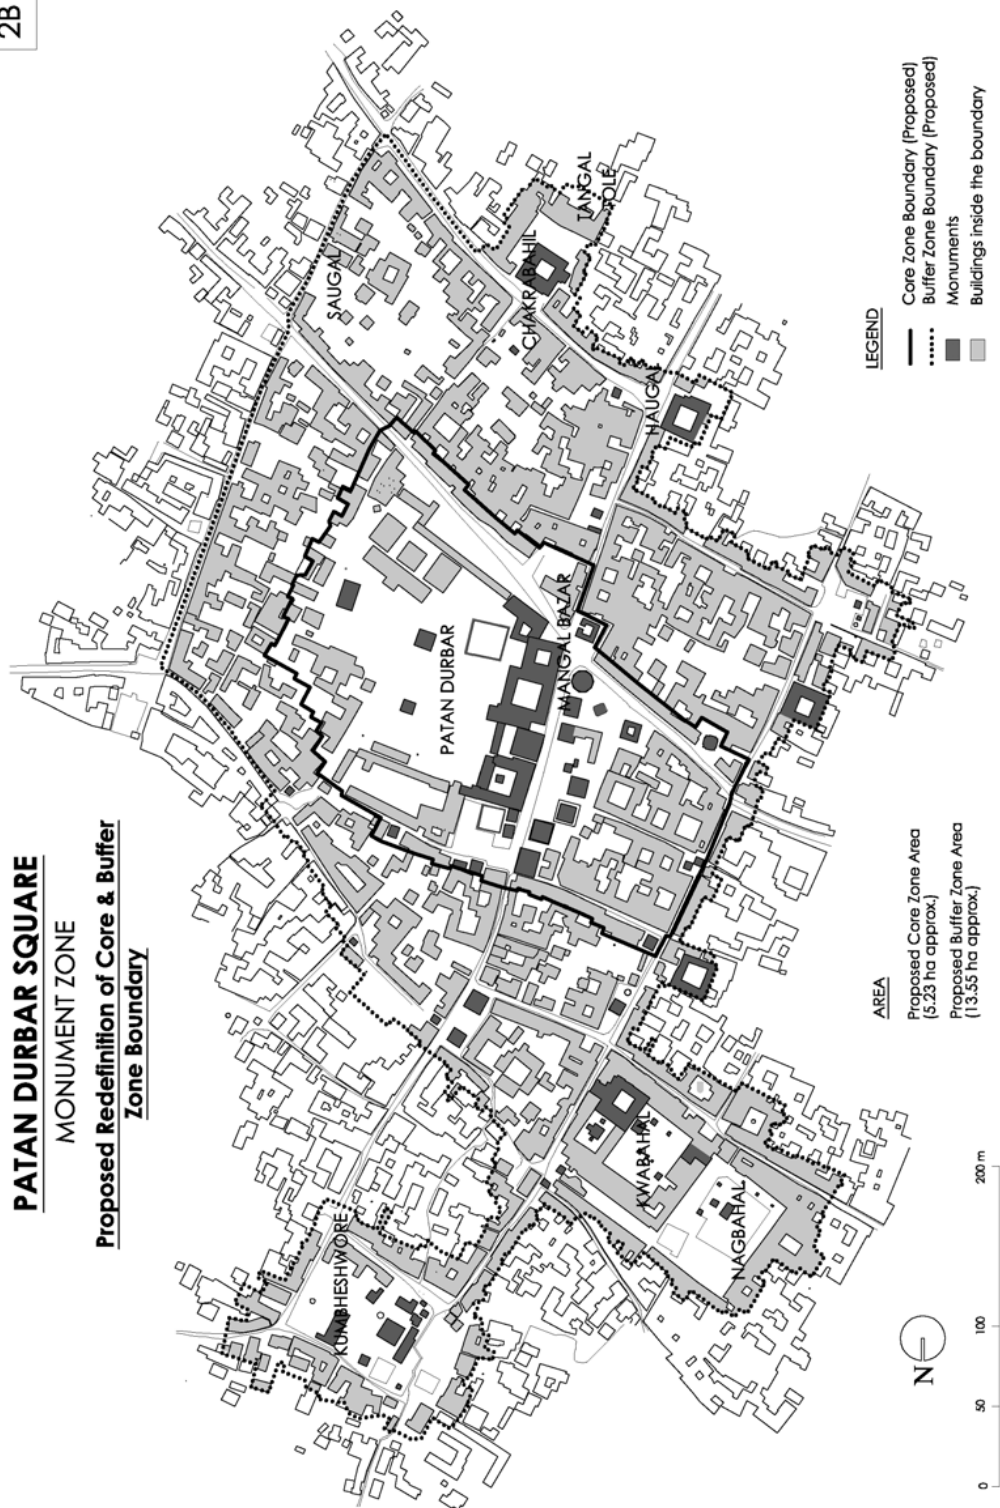 2B
PATAN DURBAR SQUARE
MONUMENT ZONE
Proposed Redefinition of Core & Buffer
Zone Boundary
SAUGAL
TANGAL
TOLE
CHAKRABAHIL
HAUGAL
PATAN DURBAR
MANGAL BAZAR
KUMBHESHWORE
KWABAHAL
NAGBAHAL
LEGEND
Core Zone Boundary (Proposed)
Buffer Zone Boundary (Proposed)
Monuments
Buildings inside the boundary
AREA
Proposed Core Zone Area
(5.23 ha approx.)
Proposed Buffer Zone Area
(13.55 ha approx.)
N
0 50 100 200 m